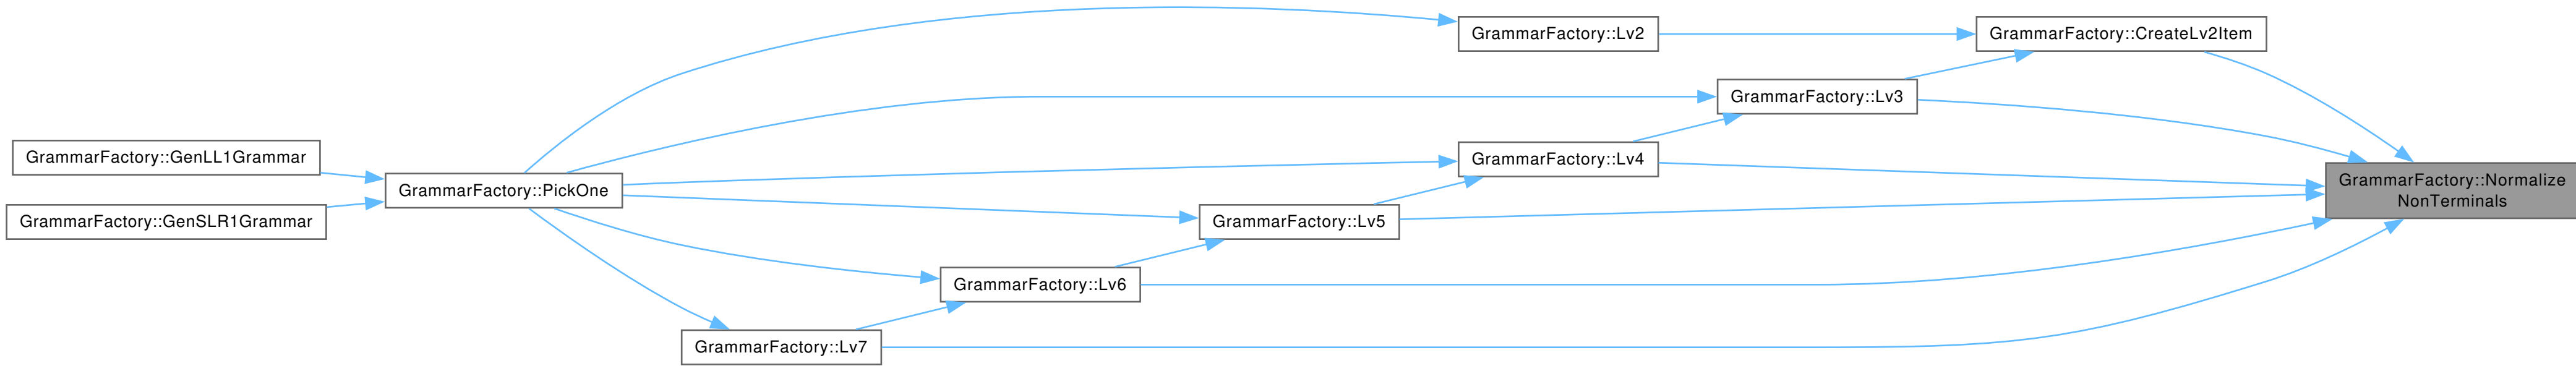 GrammarFactory::Lv2
GrammarFactory::CreateLv2Item
GrammarFactory::Lv3
GrammarFactory::GenLL1Grammar
GrammarFactory::Lv4
GrammarFactory::PickOne
GrammarFactory::Normalize
NonTerminals
GrammarFactory::GenSLR1Grammar
GrammarFactory::Lv5
GrammarFactory::Lv6
GrammarFactory::Lv7